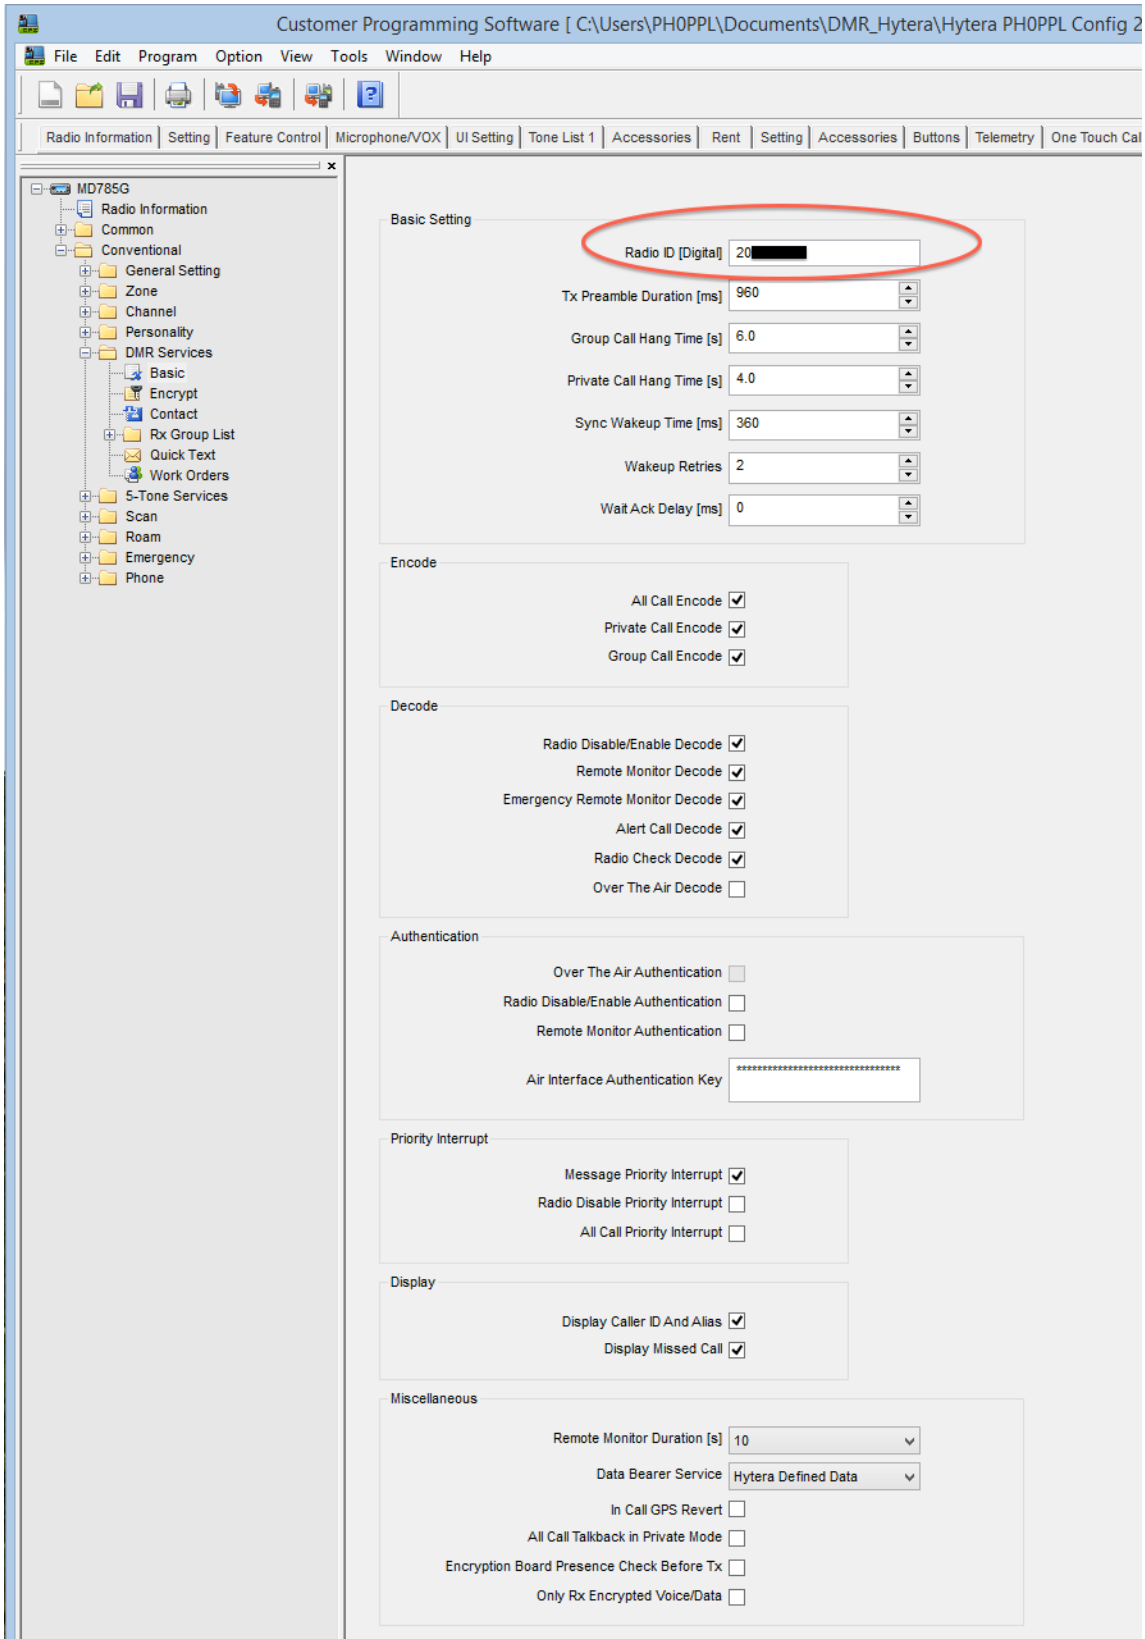 Customer Programming Software [ C:\Users\PH0PPL\Documents\DMR_Hytera\Hytera PH0PPL Config 2
File Edit Program Option View Tools Window Help
Radio Information Setting Feature Control Microphone/VOX UI Setting Tone List 1 Accessories Rent Setting Accessories Buttons Telemetry One Touch Cal
x
MD785G
Radio Information
Common
Conventional
General Setting
Zone
Channel
Personality
DMR Services
Basic
Encrypt
Contact
Rx Group List
Quick Text
Work Orders
5-Tone Services
Scan
Roam
Emergency
Phone
Basic Setting
Radio ID [Digital] 20
Tx Preamble Duration [ms] 960
Group Call Hang Time [s] 6.0
Private Call Hang Time [s] 4.0
Sync Wakeup Time [ms] 360
Wakeup Retries 2
Wait Ack Delay [ms] 0
Encode
All Call Encode
Private Call Encode
Group Call Encode
Decode
Radio Disable/Enable Decode
Remote Monitor Decode
Emergency Remote Monitor Decode
Alert Call Decode
Radio Check Decode
Over The Air Decode
Authentication
Over The Air Authentication
Radio Disable/Enable Authentication
Remote Monitor Authentication
Air Interface Authentication Key ********************************
Priority Interrupt
Message Priority Interrupt
Radio Disable Priority Interrupt
All Call Priority Interrupt
Display
Display Caller ID And Alias
Display Missed Call
Miscellaneous
Remote Monitor Duration [s] 10
Data Bearer Service Hytera Defined Data
In Call GPS Revert
All Call Talkback in Private Mode
Encryption Board Presence Check Before Tx
Only Rx Encrypted Voice/Data